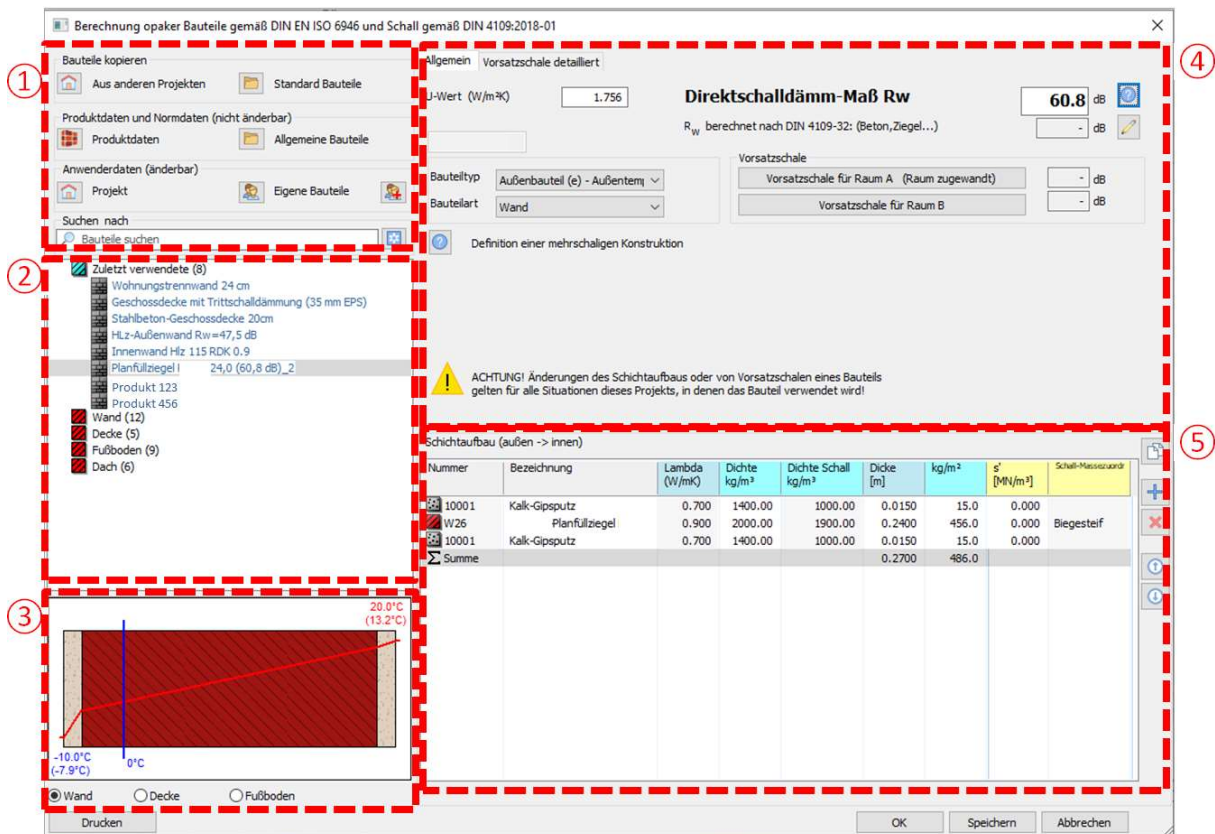 Berechnung opaker Bauteile gemäß DIN EN ISO 6946 und Schall gemäß DIN 4109:2018-01
①
Bauteile kopieren
Aus anderen Projekten
Standard Bauteile
Produktdaten und Normdaten (nicht änderbar)
Produktdaten
Allgemeine Bauteile
Anwenderdaten (änderbar)
Projekt
Eigene Bauteile
Suchen nach
Bauteile suchen
②
Zuletzt verwendete (8)
Wohnungstrennwand 24 cm
Geschossdecke mit Trittschalldämmung (35 mm EPS)
Stahlbeton-Geschossdecke 20cm
HLz-Außenwand Rw=47,5 dB
Innenwand Hlz 115 RDK 0.9
Planfüllziegel 24,0 (60,8 dB)_2
Produkt 123
Produkt 456
Wand (12)
Decke (5)
Fußboden (9)
Dach (6)
③
20.0°C
(13.2°C)
-10.0°C
(-7.9°C)
0°C
Wand Decke Fußboden
Drucken
④
Allgemein Vorsatzschale detailliert
U-Wert (W/m²K) 1.756
Direktschalldämm-Maß Rw 60.8 dB
RW berechnet nach DIN 4109-32: (Beton,Ziegel...) - dB
Bauteiltyp Außenbauteil (e) - Außentem
Bauteilart Wand
Vorsatzschale
Vorsatzschale für Raum A (Raum zugewandt) - dB
Vorsatzschale für Raum B - dB
Definition einer mehrschaligen Konstruktion
ACHTUNG! Änderungen des Schichtaufbaus oder von Vorsatzschalen eines Bauteils
gelten für alle Situationen dieses Projekts, in denen das Bauteil verwendet wird!
⑤
Schichtaufbau (außen -> innen)
Nummer Bezeichnung Lambda (W/mK) Dichte kg/m³ Dichte Schall kg/m³ Dicke [m] kg/m² s' [MN/m³] Schall-Massezuordr
10001 Kalk-Gipsputz 0.700 1400.00 1000.00 0.0150 15.0 0.000
W26 Planfüllziegel 0.900 2000.00 1900.00 0.2400 456.0 0.000 Biegesteif
10001 Kalk-Gipsputz 0.700 1400.00 1000.00 0.0150 15.0 0.000
Σ Summe 0.2700 486.0
OK Speichern Abbrechen